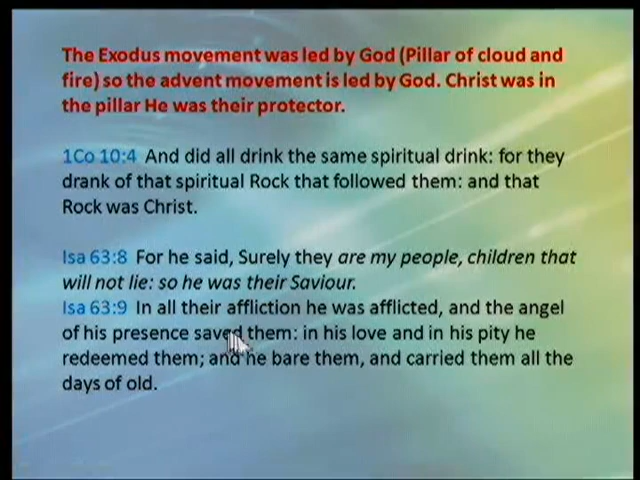 The Exodus movement was led by God (Pillar of cloud and
fire) so the advent movement is led by God. Christ was in
the pillar He was their protector.
1Co 10:4 And did all drink the same spiritual drink: for they
drank of that spiritual Rock that followed them: and that
Rock was Christ.
Isa 63:8 For he said, Surely they are my people, children that
will not lie: so he was their Saviour.
Isa 63:9 In all their affliction he was afflicted, and the angel
of his presence saved them: in his love and in his pity he
redeemed them; and he bare them, and carried them all the
days of old.